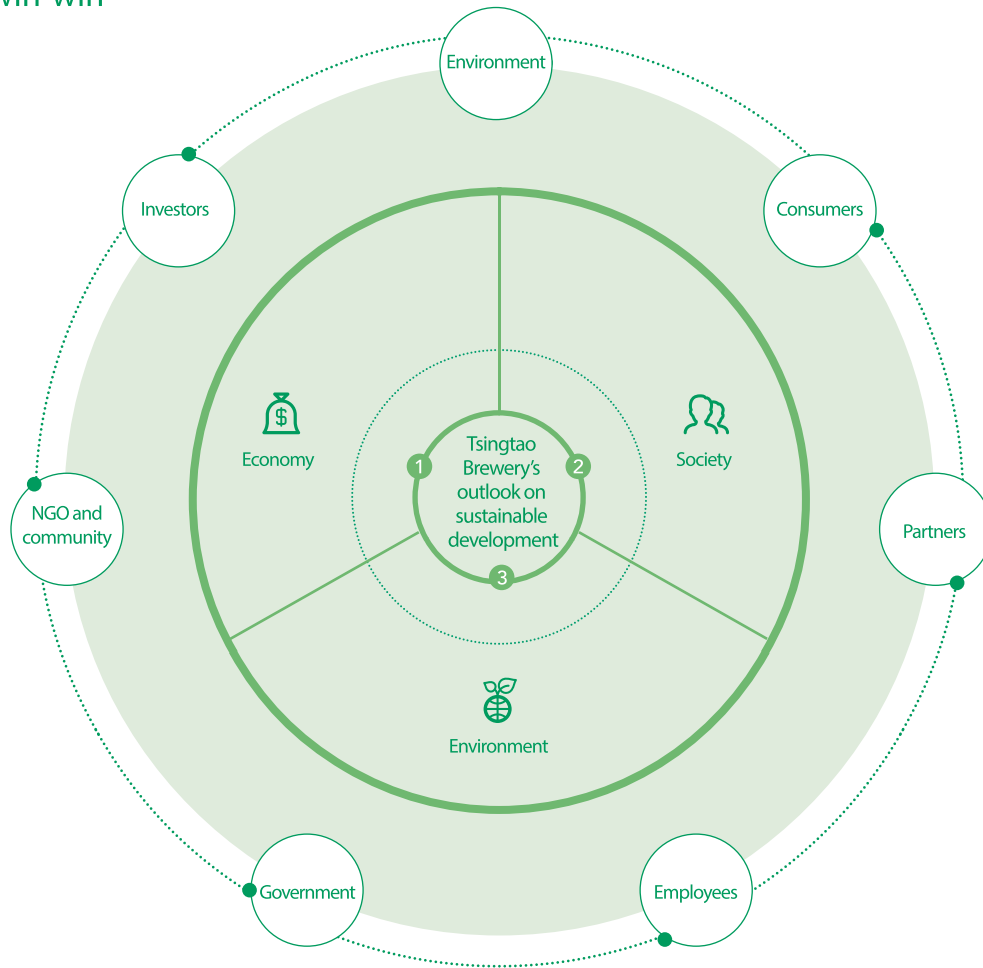 Environment
Investors
Consumers
Economy
1
Tsingtao
Brewery's
outlook on
sustainable
development
2
3
Society
NGO and
community
Partners
Environment
Government
Employees